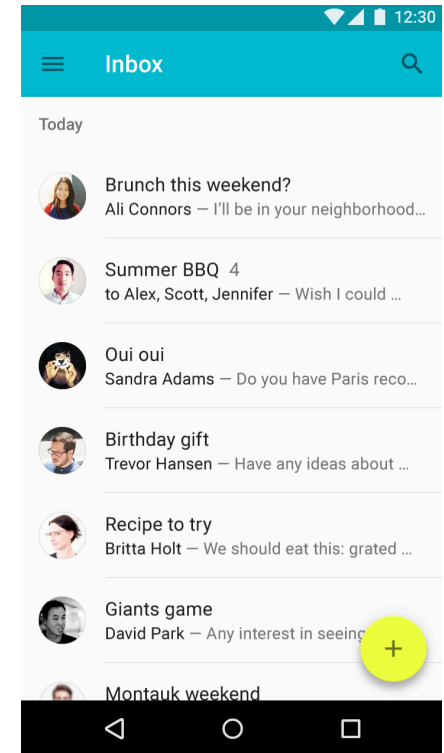 12:30
Inbox
Today
Brunch this weekend?
Ali Connors — I’ll be in your neighborhood...
Summer BBQ 4
to Alex, Scott, Jennifer — Wish I could ...
Oui oui
Sandra Adams — Do you have Paris reco...
Birthday gift
Trevor Hansen — Have any ideas about ...
Recipe to try
Britta Holt — We should eat this: grated ...
Giants game
David Park — Any interest in seeing
Montauk weekend